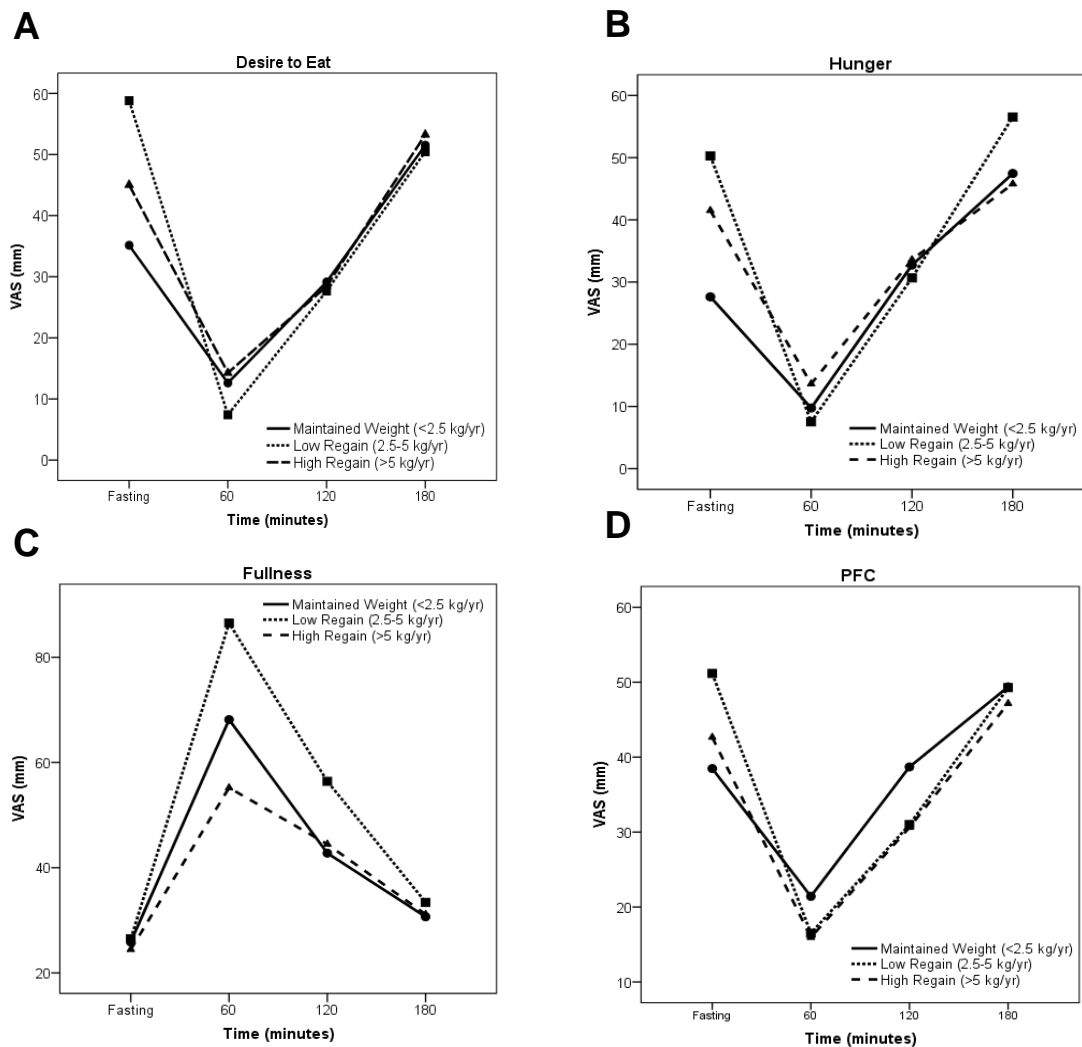 A
Desire to Eat
60
50
40
30
20
10
0
VAS (mm)
Maintained Weight (<2.5 kg/yr)
Low Regain (2.5-5 kg/yr)
High Regain (>5 kg/yr)
Fasting 60 120 180
Time (minutes)
B
Hunger
60
50
40
30
20
10
0
VAS (mm)
Maintained Weight (<2.5 kg/yr)
Low Regain (2.5-5 kg/yr)
High Regain (>5 kg/yr)
Fasting 60 120 180
Time (minutes)
C
Fullness
Maintained Weight (<2.5 kg/yr)
Low Regain (2.5-5 kg/yr)
High Regain (>5 kg/yr)
80
60
40
20
VAS (mm)
Fasting 60 120 180
Time (minutes)
D
PFC
60
50
40
30
20
10
VAS (mm)
Maintained Weight (<2.5 kg/yr)
Low Regain (2.5-5 kg/yr)
High Regain (>5 kg/yr)
Fasting 60 120 180
Time (minutes)